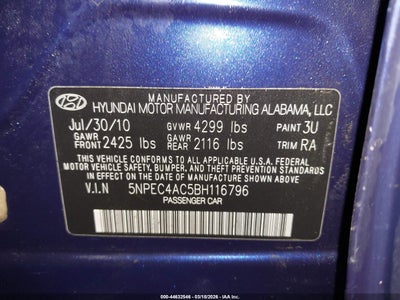 MANUFACTURED BY
HYUNDAI MOTOR MANUFACTURING ALABAMA, LLC
Jul/30/10 GVWR 4299 lbs PAINT 3U
GAWR FRONT 2425 lbs GAWR REAR 2116 lbs TRIM RA
THIS VEHICLE CONFORMS TO ALL APPLICABLE FEDERAL
MOTOR VEHICLE SAFETY, BUMPER, AND THEFT PREVENTION STANDARDS
IN EFFECT ON THE DATE OF MANUFACTURE SHOWN ABOVE.
V.I.N 5NPEC4AC5BH116796
PASSENGER CAR
000-44632546 - 03/18/2026 - iaai.com